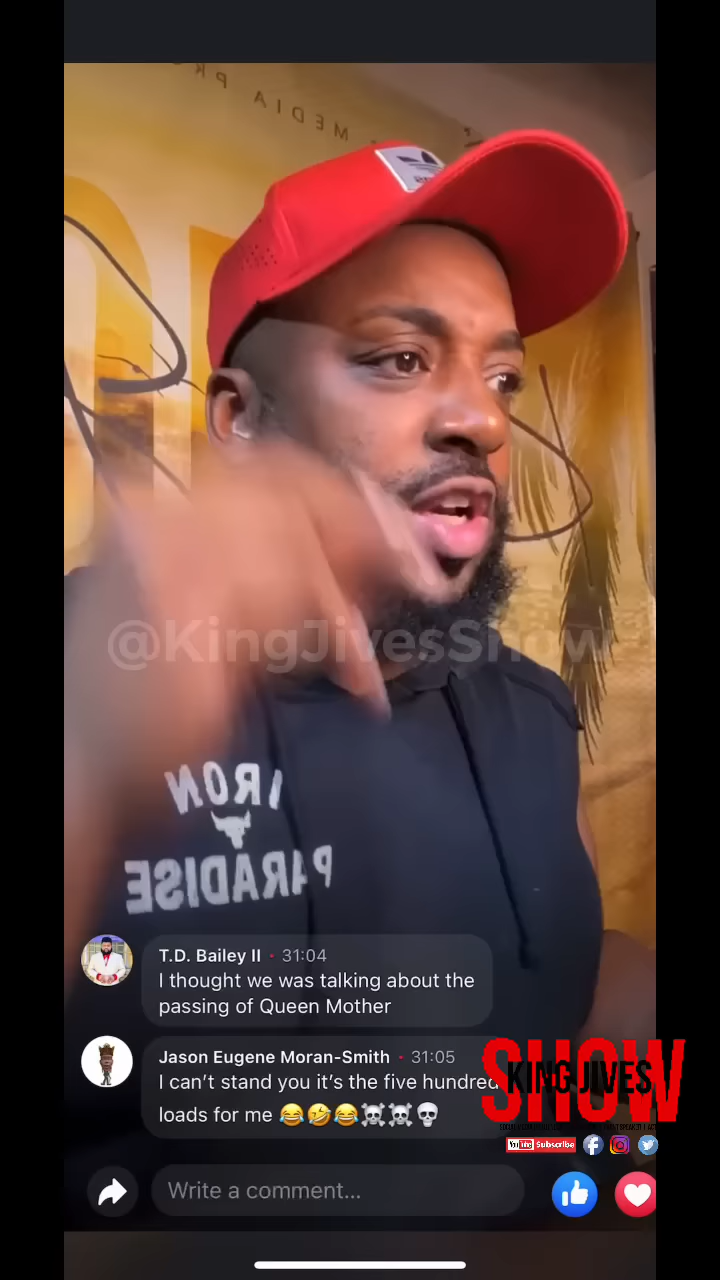 MEDIA PR
@KingJivesShow
IRON
PARADISE
T.D. Bailey II • 31:04
I thought we was talking about the
passing of Queen Mother
Jason Eugene Moran-Smith • 31:05
I can't stand you it's the five hundred
loads for me 😂🤣😂☠️☠️💀
SHOW
KING JIVES
YouTube Subscribe
Write a comment...